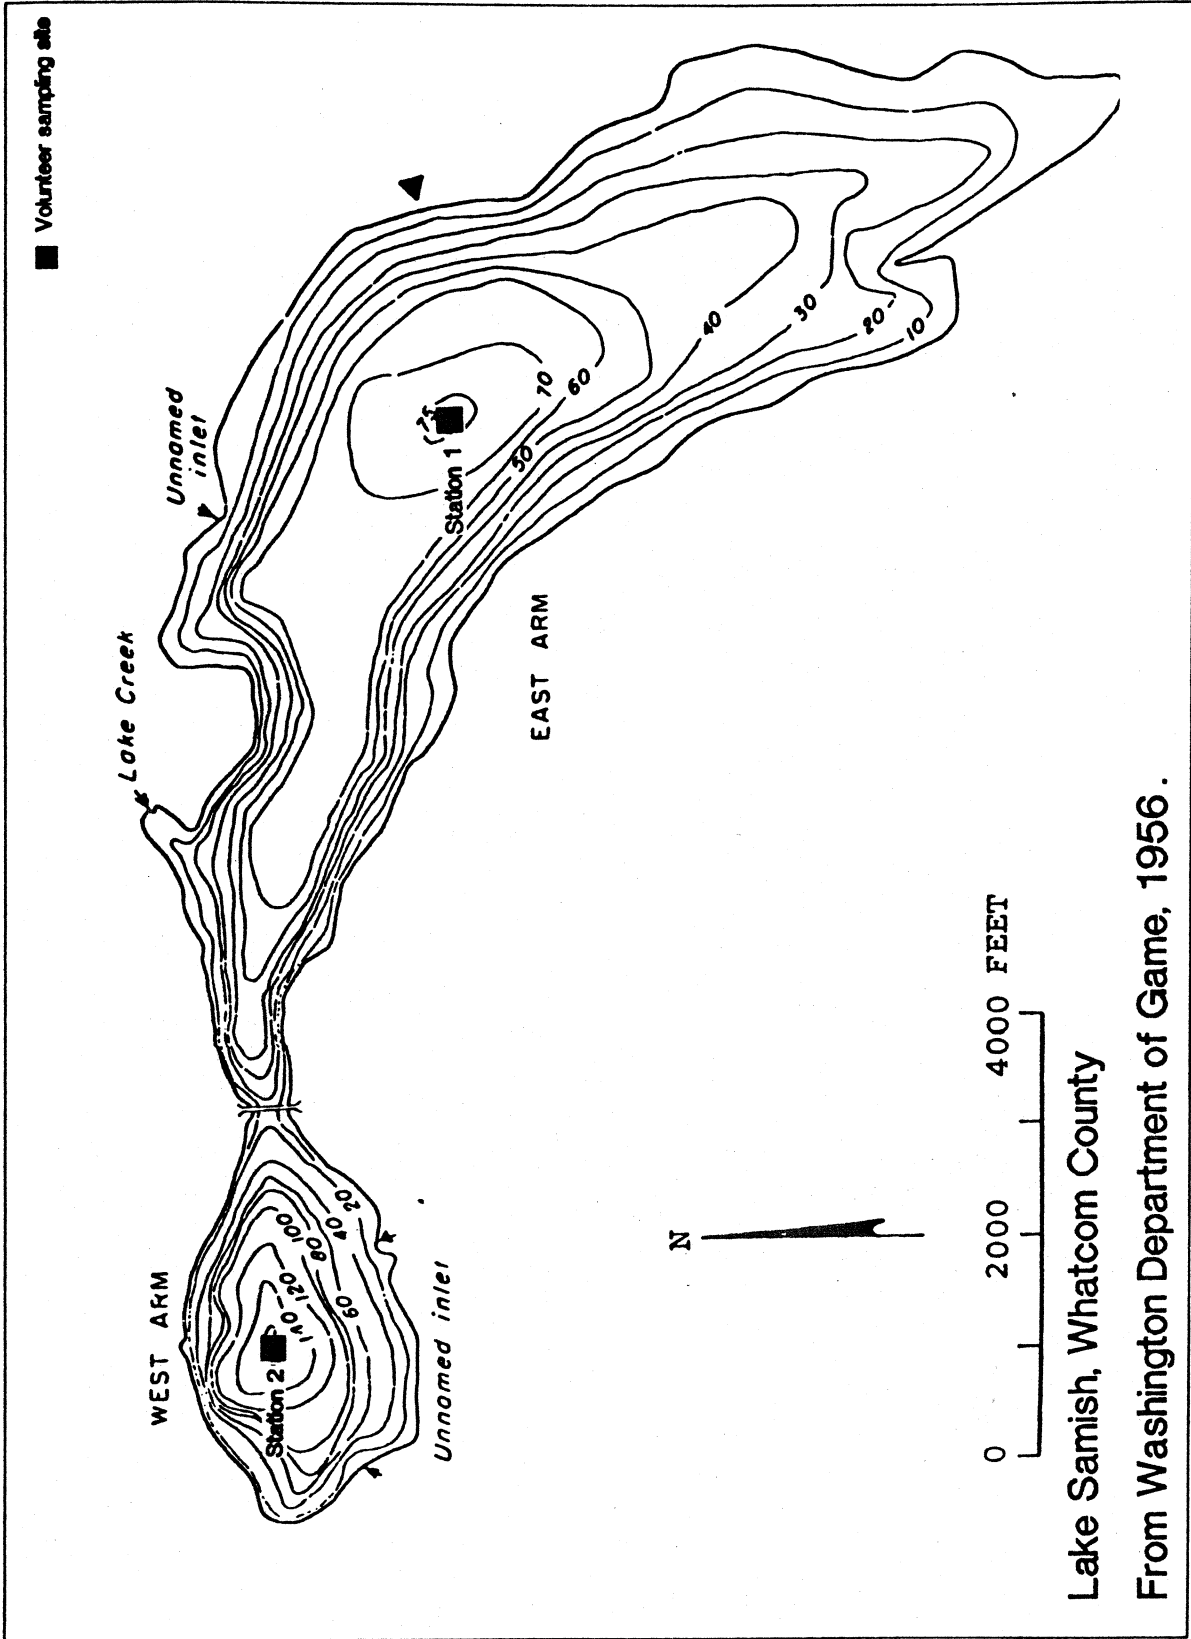 Volunteer sampling site
WEST ARM
Lake Creek
Unnamed
inlet
Station 2
140
120
100
80
60
40
20
Unnamed inlet
Station 1
75
70
60
50
40
30
20
10
EAST ARM
N
0 2000 4000 FEET
Lake Samish, Whatcom County
From Washington Department of Game, 1956.